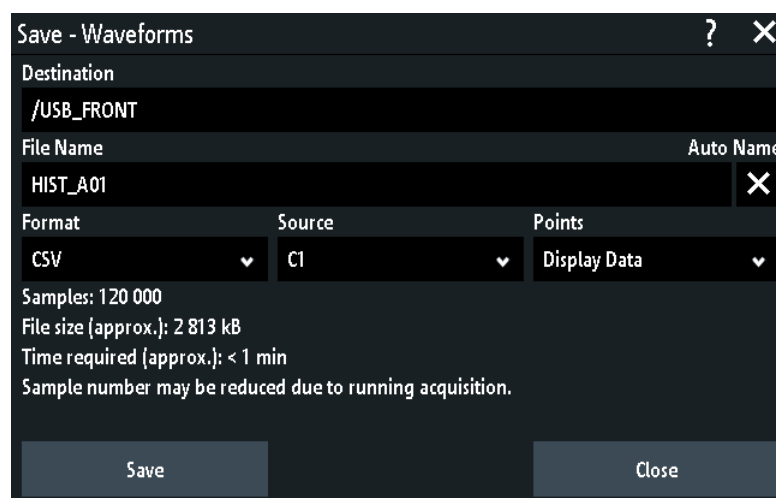 Save - Waveforms ?
Destination
/USB_FRONT
File Name Auto Name
HIST_A01
Format Source Points
CSV C1 Display Data
Samples: 120 000
File size (approx.): 2 813 kB
Time required (approx.): < 1 min
Sample number may be reduced due to running acquisition.
Save Close